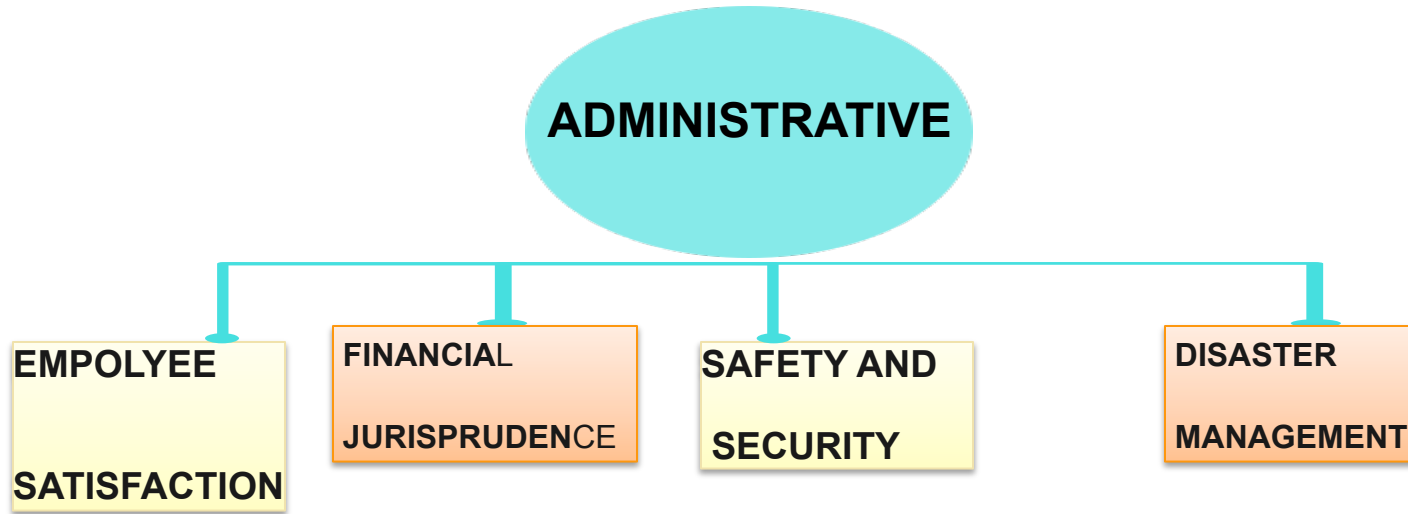 ADMINISTRATIVE
EMPOLYEE
SATISFACTION
FINANCIAL
JURISPRUDENCE
SAFETY AND
SECURITY
DISASTER
MANAGEMENT